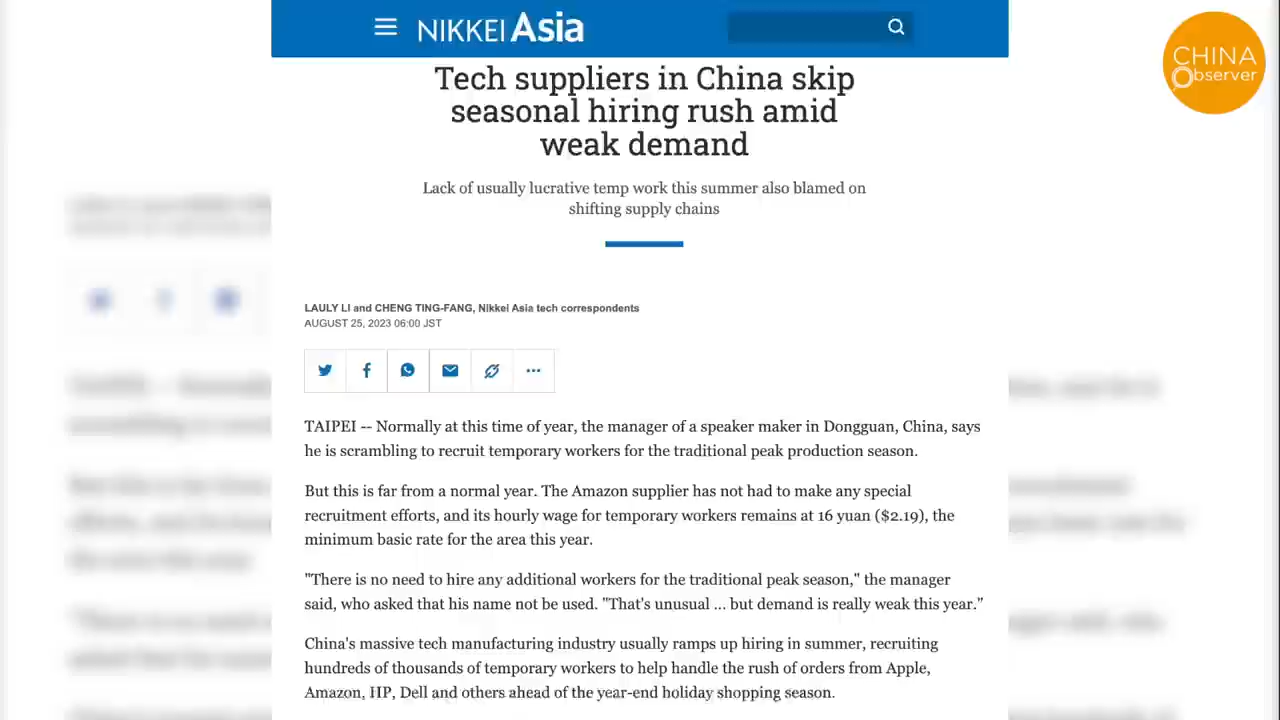 NIKKEI Asia
CHINA
Observer
Tech suppliers in China skip
seasonal hiring rush amid
weak demand
Lack of usually lucrative temp work this summer also blamed on
shifting supply chains
LAULY LI and CHENG TING-FANG, Nikkei Asia tech correspondents
AUGUST 25, 2023 06:00 JST
TAIPEI -- Normally at this time of year, the manager of a speaker maker in Dongguan, China, says
he is scrambling to recruit temporary workers for the traditional peak production season.
But this is far from a normal year. The Amazon supplier has not had to make any special
recruitment efforts, and its hourly wage for temporary workers remains at 16 yuan ($2.19), the
minimum basic rate for the area this year.
"There is no need to hire any additional workers for the traditional peak season," the manager
said, who asked that his name not be used. "That's unusual ... but demand is really weak this year."
China's massive tech manufacturing industry usually ramps up hiring in summer, recruiting
hundreds of thousands of temporary workers to help handle the rush of orders from Apple,
Amazon, HP, Dell and others ahead of the year-end holiday shopping season.